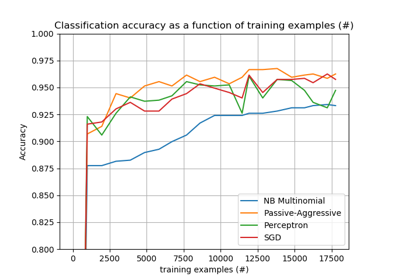 Classification accuracy as a function of training examples (#)
1.000
0.975
0.950
0.925
0.900
0.875
0.850
0.825
0.800
Accuracy
NB Multinomial
Passive-Aggressive
Perceptron
SGD
0 2500 5000 7500 10000 12500 15000 17500
training examples (#)